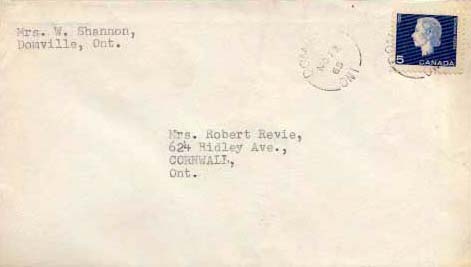 Mrs. W. Shannon,
Domville, Ont.
5
CANADA
Mrs. Robert Revie,
624 Ridley Ave.,
CORNWALL,
Ont.